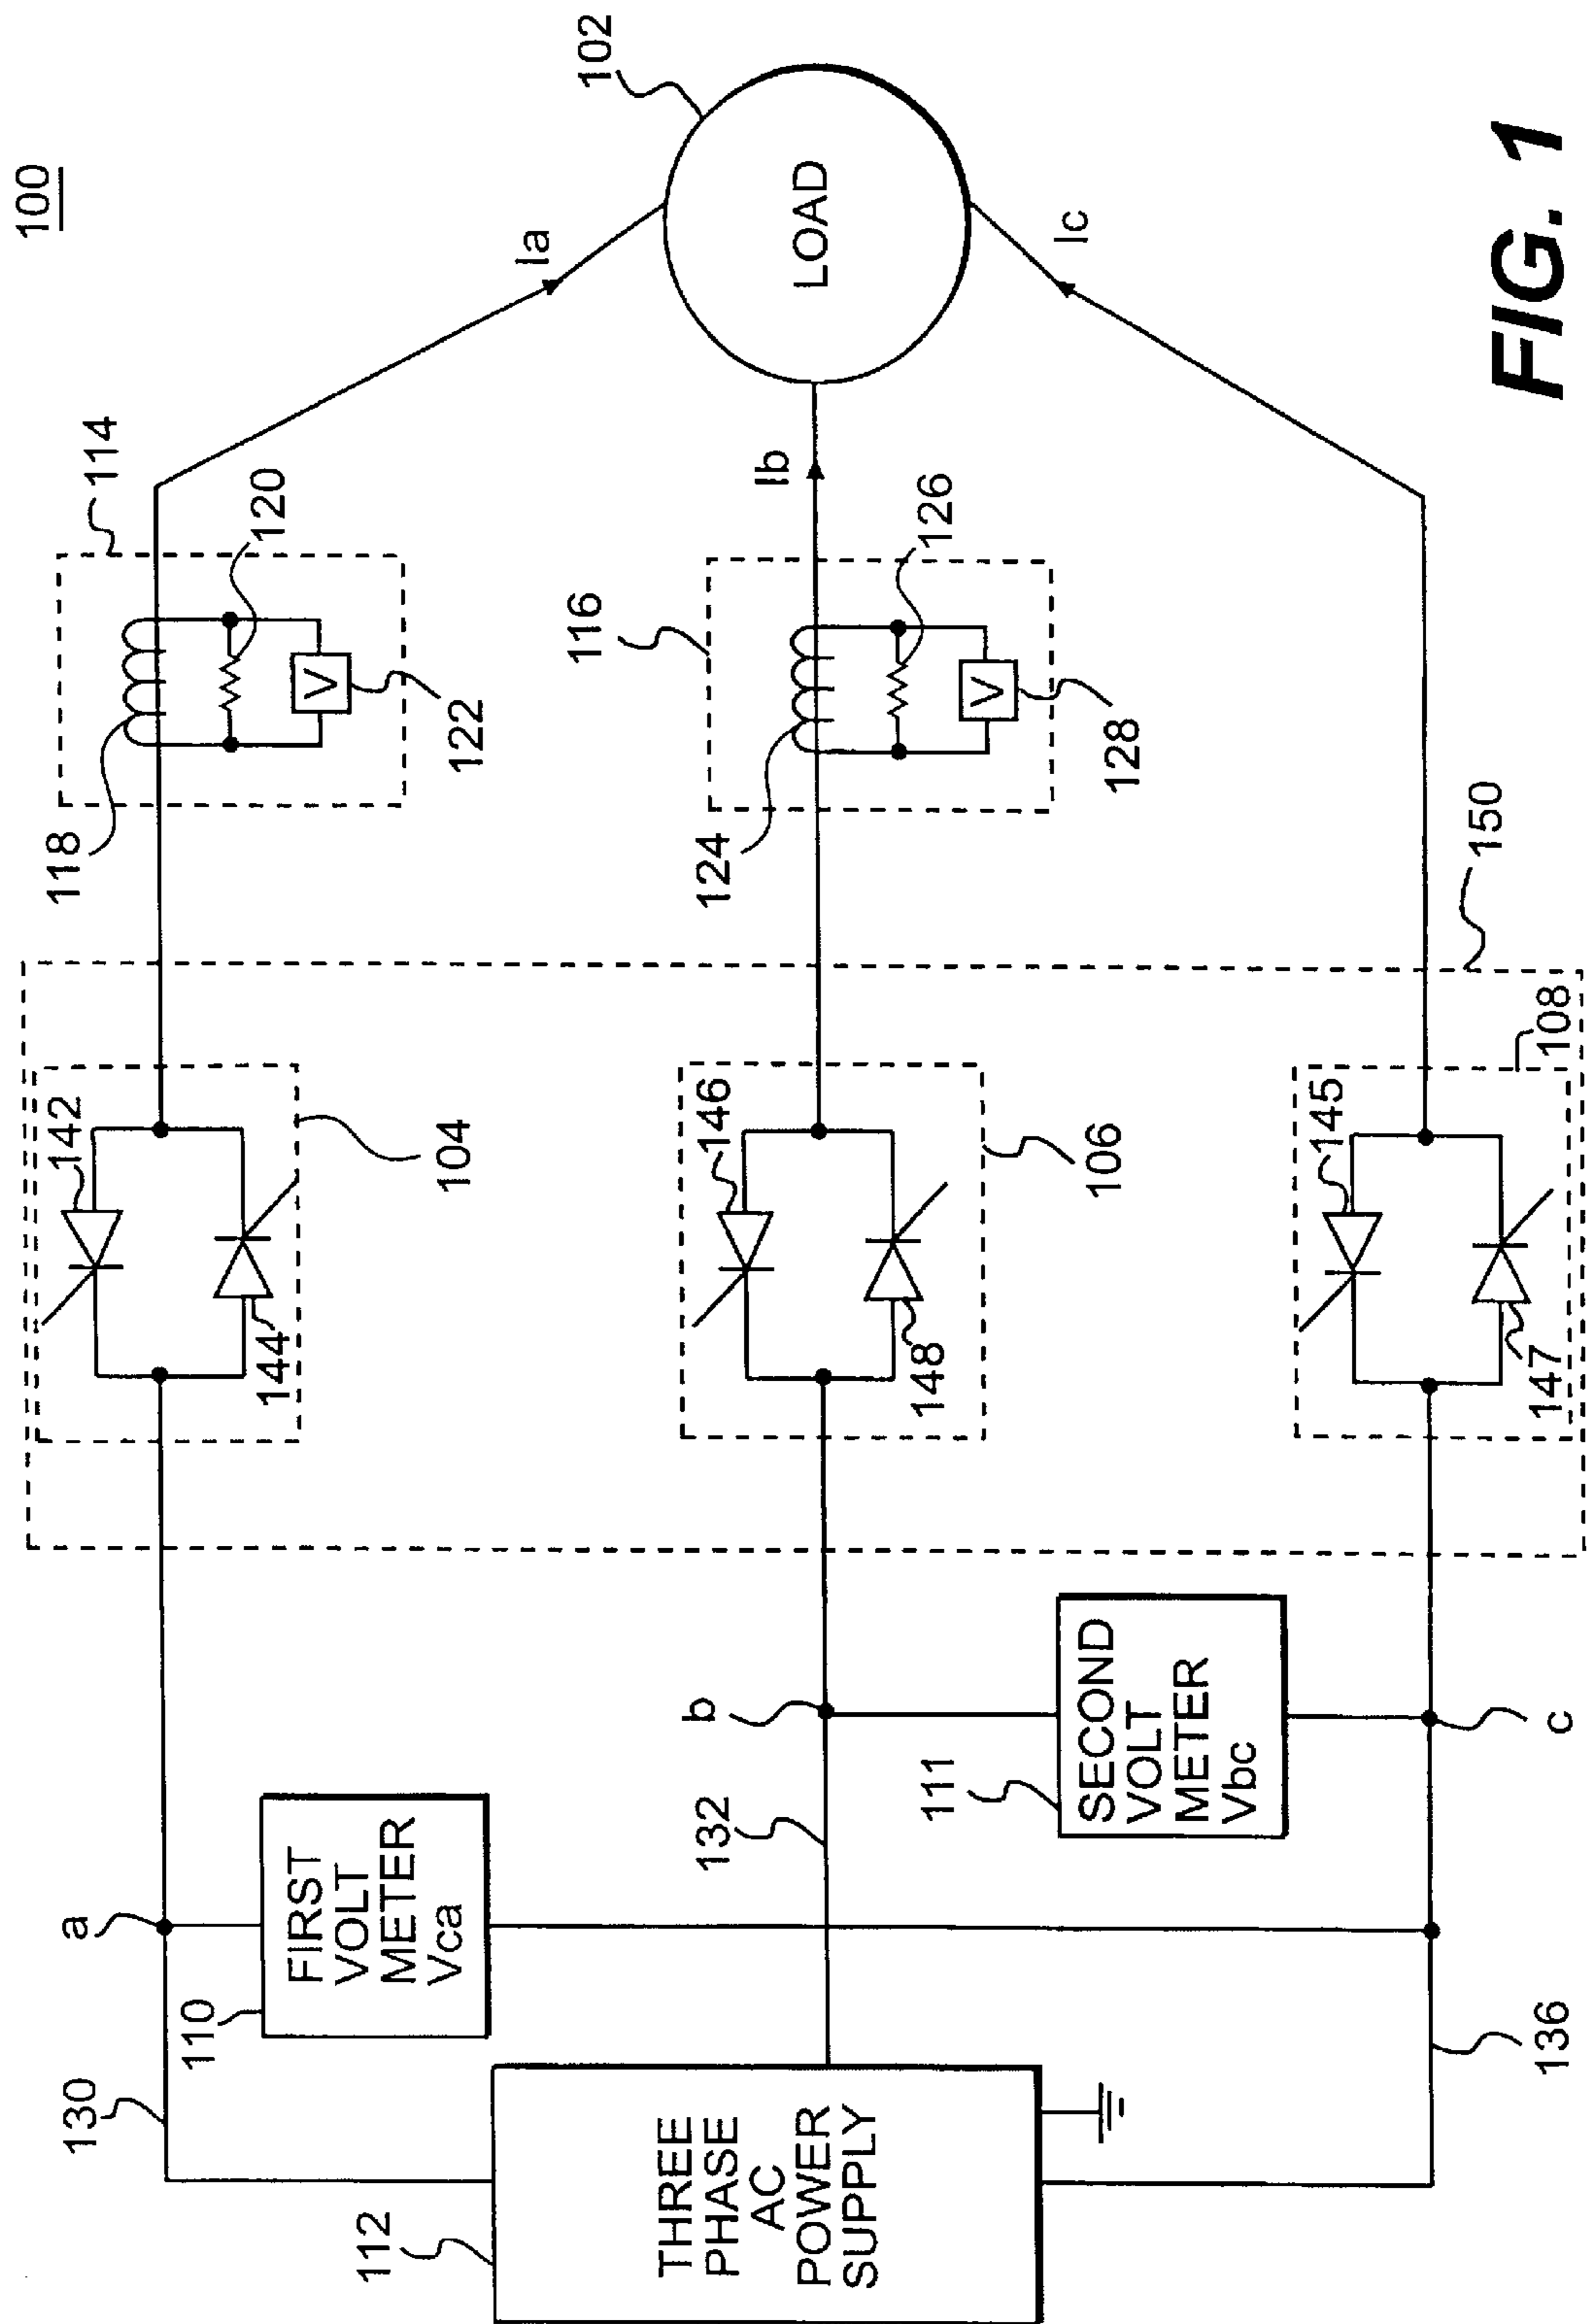 100
102
LOAD
Ia
Ib
Ic
114
120
118
V
122
116
126
124
V
128
150
142
144
104
146
148
106
145
147
108
a
110
FIRST
VOLT
METER
Vca
b
132
111
SECOND
VOLT
METER
Vbc
c
130
136
112
THREE
PHASE
AC
POWER
SUPPLY
FIG. 1